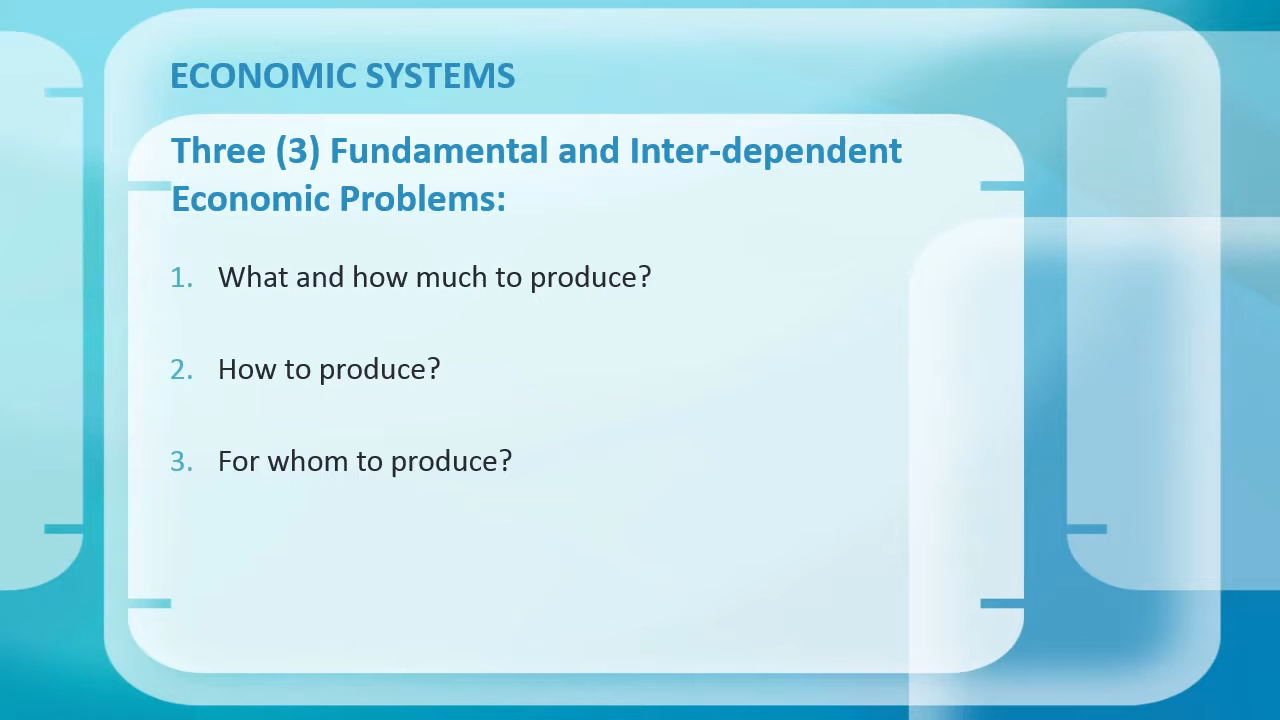 ECONOMIC SYSTEMS
Three (3) Fundamental and Inter-dependent
Economic Problems:
1. What and how much to produce?
2. How to produce?
3. For whom to produce?